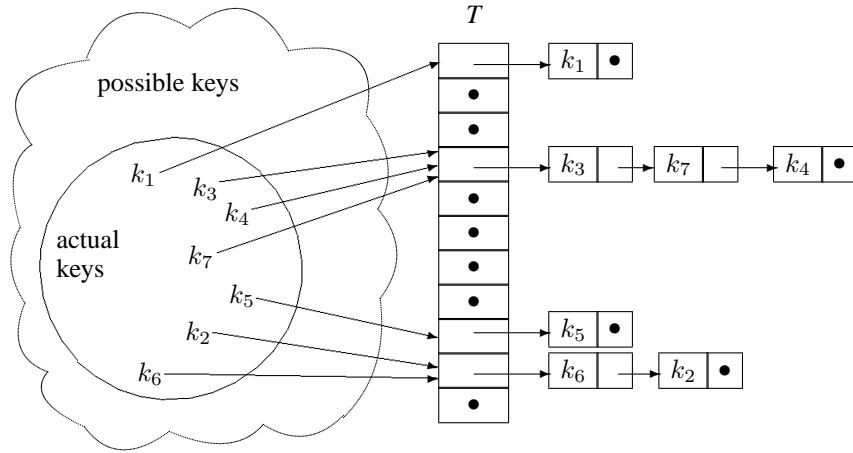 T
possible keys
k₁
k₁
k₃
k₄
k₇
k₃
k₇
k₄
actual
keys
k₅
k₂
k₆
k₅
k₆
k₂